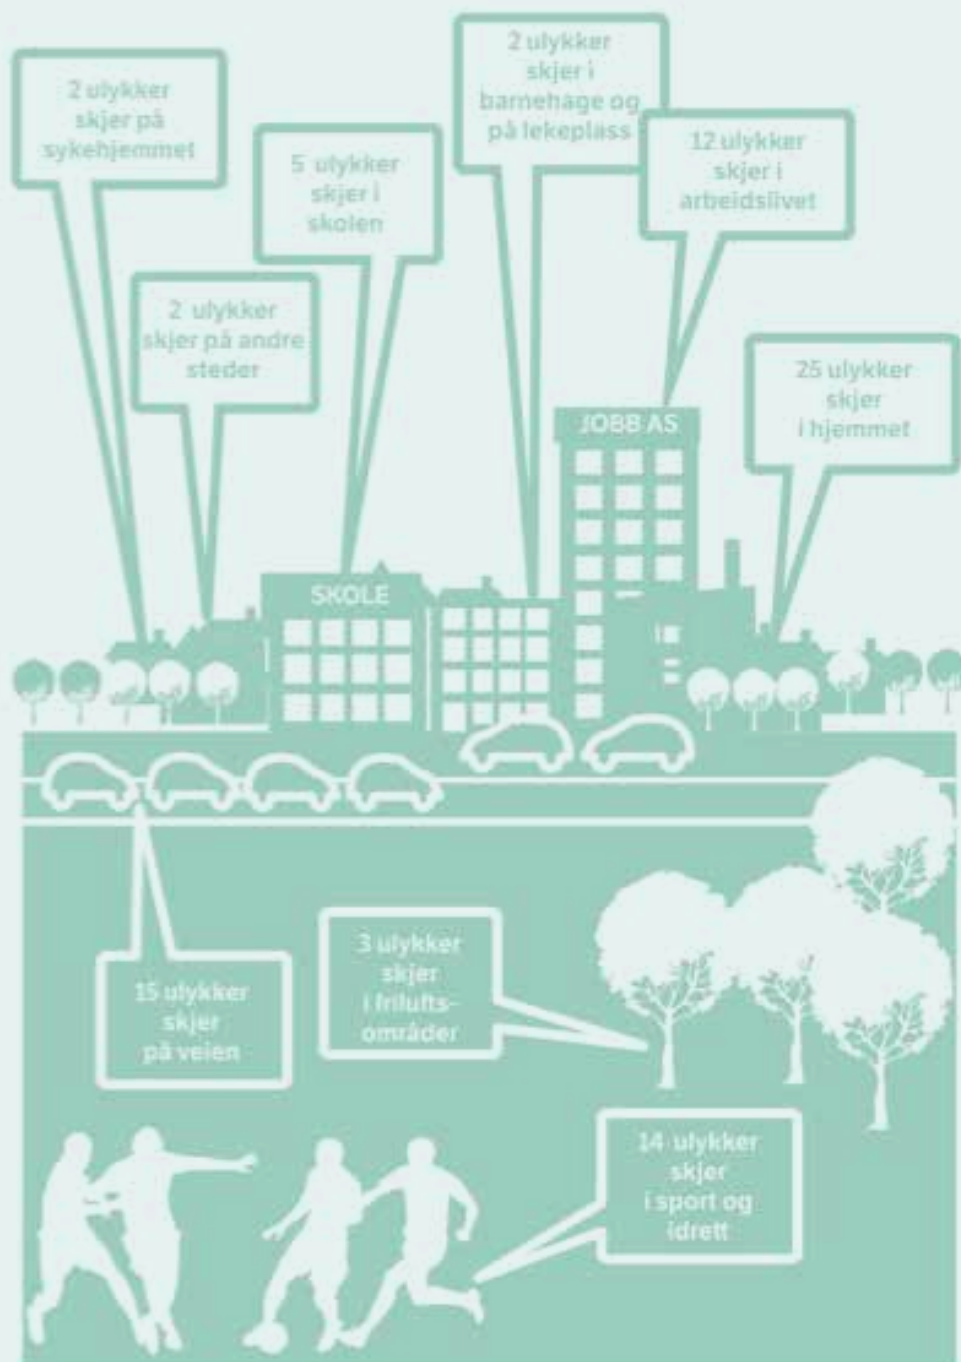 2 ulykker
skjer på
sykehjemmet
2 ulykker
skjer i
barnehage og
på lekeplass
5 ulykker
skjer i
skolen
12 ulykker
skjer i
arbeidslivet
2 ulykker
skjer på andre
steder
25 ulykker
skjer
i hjemmet
JOBB AS
SKOLE
15 ulykker
skjer
på veien
3 ulykker
skjer
i frilufts-
områder
14 ulykker
skjer
i sport og
idrett